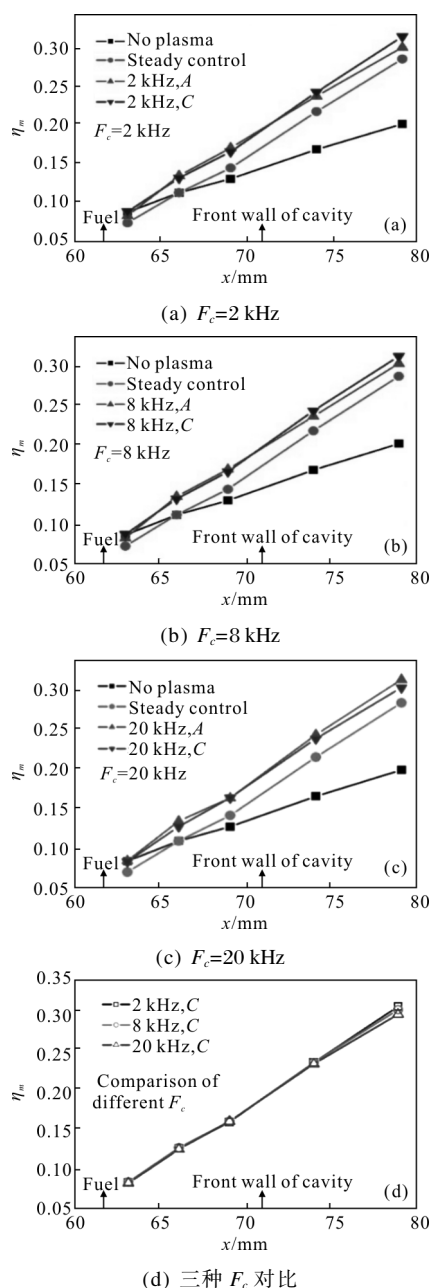 0.30
0.25
0.20
0.15
0.10
0.05
ηm
No plasma
Steady control
2 kHz,A
2 kHz,C
Fc=2 kHz
Fuel
Front wall of cavity
(a)
60 65 70 75 80
x/mm
(a) Fc=2 kHz
0.30
0.25
0.20
0.15
0.10
0.05
ηm
No plasma
Steady control
8 kHz,A
8 kHz,C
Fc=8 kHz
Fuel
Front wall of cavity
(b)
60 65 70 75 80
x/mm
(b) Fc=8 kHz
0.30
0.25
0.20
0.15
0.10
0.05
ηm
No plasma
Steady control
20 kHz,A
20 kHz,C
Fc=20 kHz
Fuel
Front wall of cavity
(c)
60 65 70 75 80
x/mm
(c) Fc=20 kHz
0.35
0.30
0.25
0.20
0.15
0.10
0.05
ηm
2 kHz,C
8 kHz,C
20 kHz,C
Comparison of
different Fc
Fuel
Front wall of cavity
(d)
60 65 70 75 80
x/mm
(d) 三种 Fc 对比